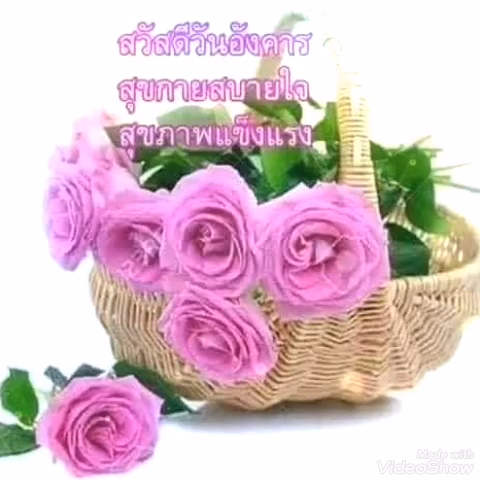 สวัสดีวันอังคาร
สุขกายสบายใจ
สุขภาพแข็งแรง
Made with
VideoShow